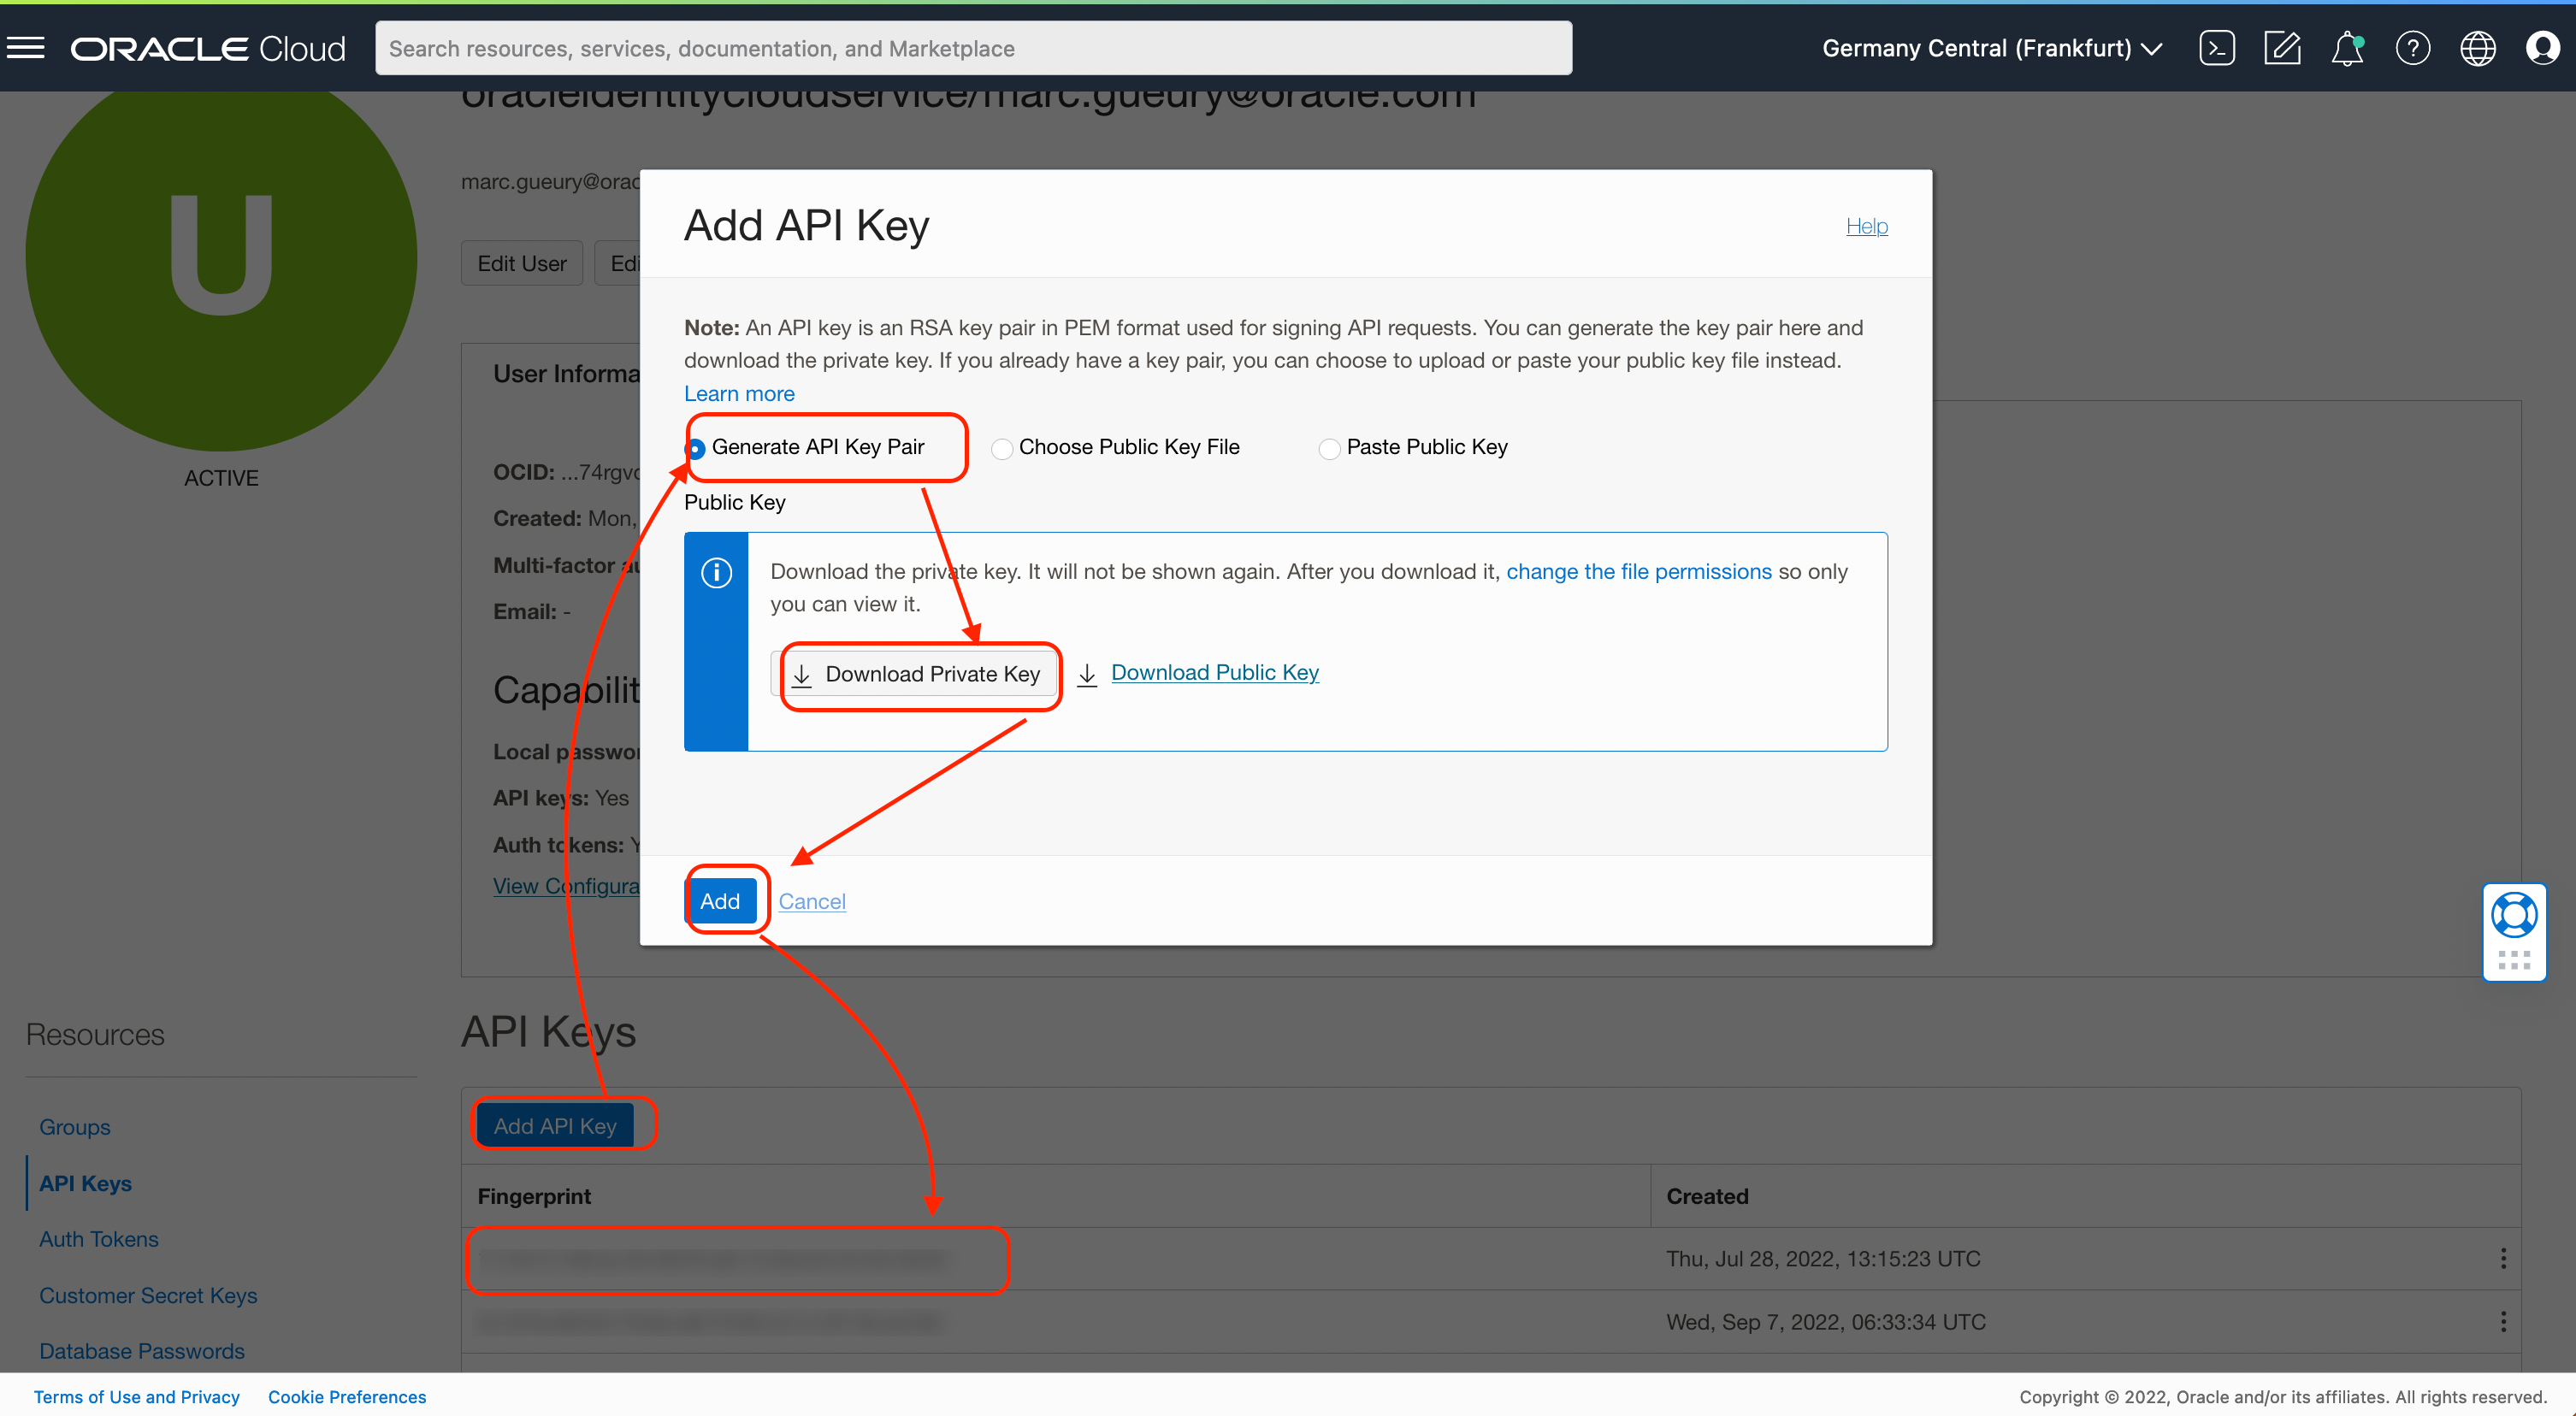 ORACLE Cloud
Search resources, services, documentation, and Marketplace
Germany Central (Frankfurt)
oracleidentitycloudservice/marc.gueury@oracle.com
U
ACTIVE
marc.gueury@orac
Edit User
Edi
User Informa
OCID: ...74rgv
Created: Mon,
Multi-factor au
Email: -
Capabilit
Local passwor
API keys: Yes
Auth tokens: Y
View Configura
Add API Key
Help
Note: An API key is an RSA key pair in PEM format used for signing API requests. You can generate the key pair here and
download the private key. If you already have a key pair, you can choose to upload or paste your public key file instead.
Learn more
Generate API Key Pair
Choose Public Key File
Paste Public Key
Public Key
Download the private key. It will not be shown again. After you download it, change the file permissions so only
you can view it.
Download Private Key
Download Public Key
Add
Cancel
Resources
Groups
API Keys
Auth Tokens
Customer Secret Keys
Database Passwords
API Keys
Add API Key
Fingerprint
Created
Thu, Jul 28, 2022, 13:15:23 UTC
Wed, Sep 7, 2022, 06:33:34 UTC
Terms of Use and Privacy
Cookie Preferences
Copyright © 2022, Oracle and/or its affiliates. All rights reserved.